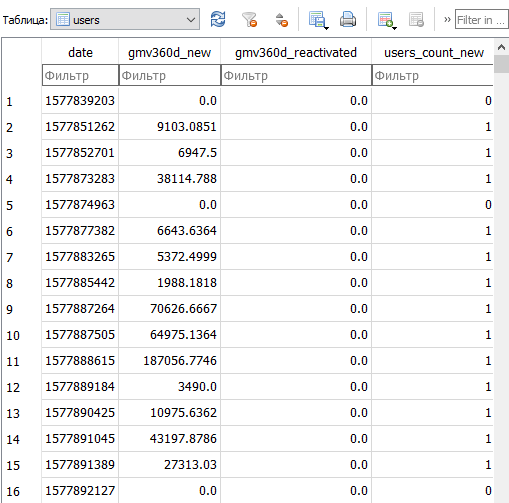 Таблица: users » Filter in ...
date gmv360d_new gmv360d_reactivated users_count_new
Фильтр Фильтр Фильтр Фильтр
1 1577839203 0.0 0.0 0
2 1577851262 9103.0851 0.0 1
3 1577852701 6947.5 0.0 1
4 1577873283 38114.788 0.0 1
5 1577874963 0.0 0.0 0
6 1577877382 6643.6364 0.0 1
7 1577883265 5372.4999 0.0 1
8 1577885442 1988.1818 0.0 1
9 1577887264 70626.6667 0.0 1
10 1577887505 64975.1364 0.0 1
11 1577888615 187056.7746 0.0 1
12 1577889184 3490.0 0.0 1
13 1577890425 10975.6362 0.0 1
14 1577891045 43197.8786 0.0 1
15 1577891389 27313.03 0.0 1
16 1577892127 0.0 0.0 0